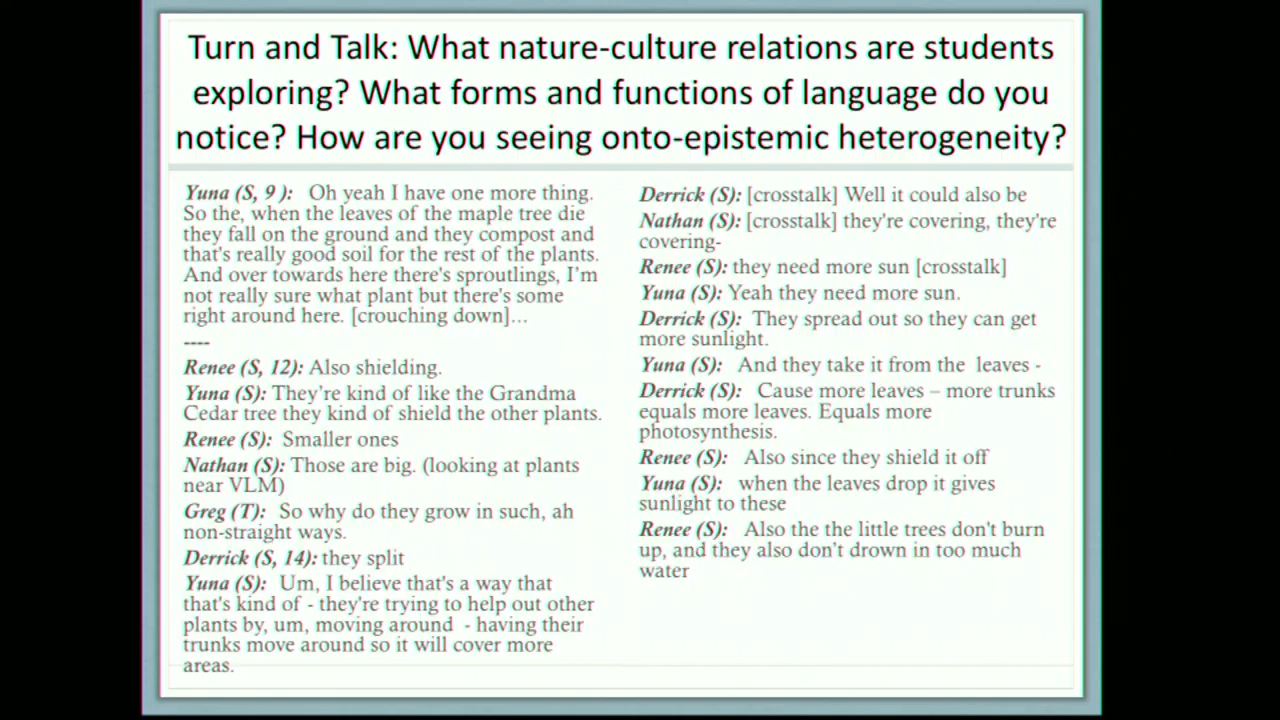 Turn and Talk: What nature-culture relations are students
exploring? What forms and functions of language do you
notice? How are you seeing onto-epistemic heterogeneity?
Yuna (S, 9 ): Oh yeah I have one more thing.
So the, when the leaves of the maple tree die
they fall on the ground and they compost and
that's really good soil for the rest of the plants.
And over towards here there's sproutlings, I'm
not really sure what plant but there's some
right around here. [crouching down]...
----
Renee (S, 12): Also shielding.
Yuna (S): They're kind of like the Grandma
Cedar tree they kind of shield the other plants.
Renee (S): Smaller ones
Nathan (S): Those are big. (looking at plants
near VLM)
Greg (T): So why do they grow in such, ah
non-straight ways.
Derrick (S, 14): they split
Yuna (S): Um, I believe that's a way that
that's kind of - they're trying to help out other
plants by, um, moving around - having their
trunks move around so it will cover more
areas.
Derrick (S): [crosstalk] Well it could also be
Nathan (S): [crosstalk] they're covering, they're
covering-
Renee (S): they need more sun [crosstalk]
Yuna (S): Yeah they need more sun.
Derrick (S): They spread out so they can get
more sunlight.
Yuna (S): And they take it from the leaves -
Derrick (S): Cause more leaves – more trunks
equals more leaves. Equals more
photosynthesis.
Renee (S): Also since they shield it off
Yuna (S): when the leaves drop it gives
sunlight to these
Renee (S): Also the the little trees don't burn
up, and they also don't drown in too much
water